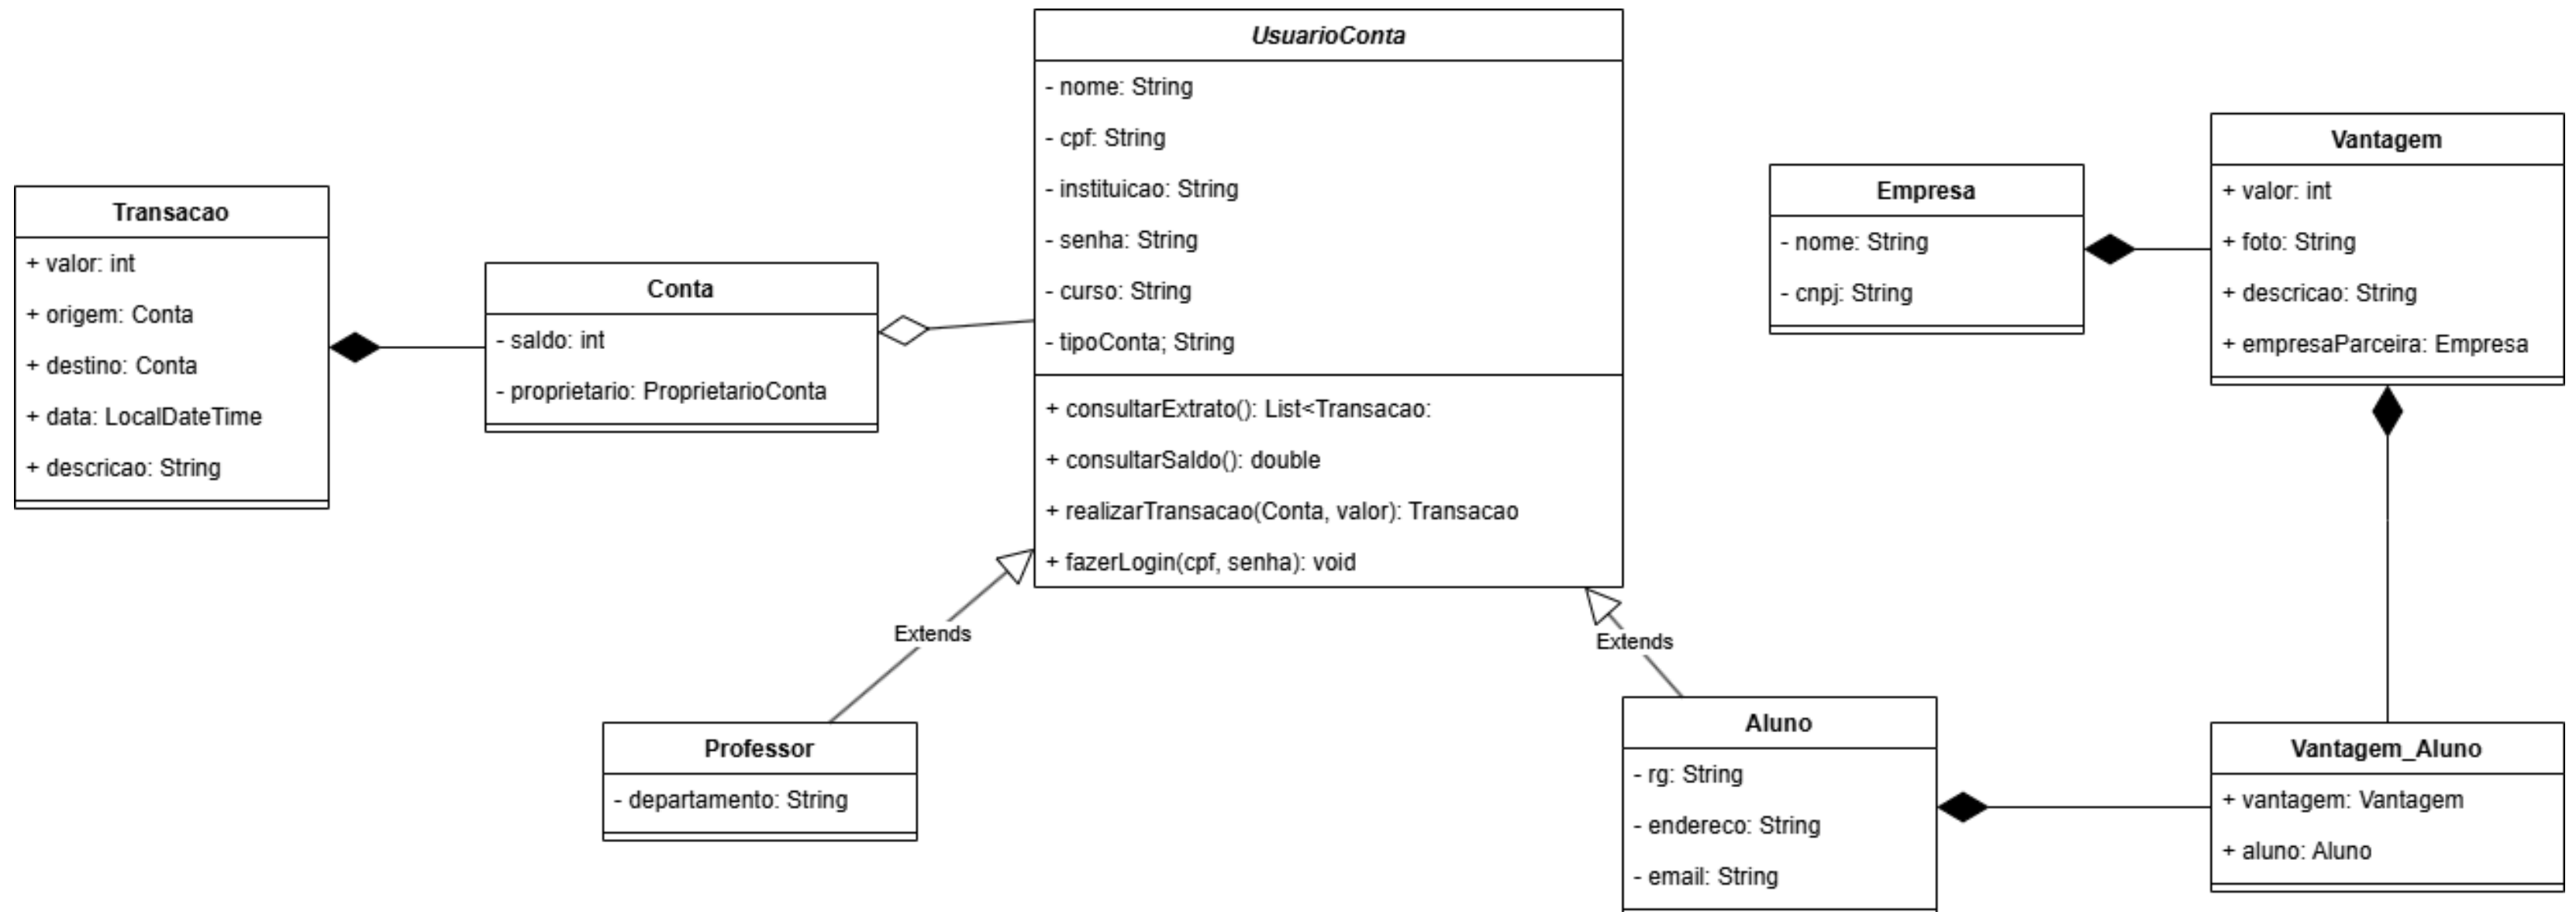 UsuarioConta
- nome: String
- cpf: String
- instituicao: String
- senha: String
- curso: String
- tipoConta; String
+ consultarExtrato(): List<Transacao:
+ consultarSaldo(): double
+ realizarTransacao(Conta, valor): Transacao
+ fazerLogin(cpf, senha): void
Transacao
+ valor: int
+ origem: Conta
+ destino: Conta
+ data: LocalDateTime
+ descricao: String
Conta
- saldo: int
- proprietario: ProprietarioConta
Empresa
- nome: String
- cnpj: String
Vantagem
+ valor: int
+ foto: String
+ descricao: String
+ empresaParceira: Empresa
Extends
Extends
Professor
- departamento: String
Aluno
- rg: String
- endereco: String
- email: String
Vantagem_Aluno
+ vantagem: Vantagem
+ aluno: Aluno